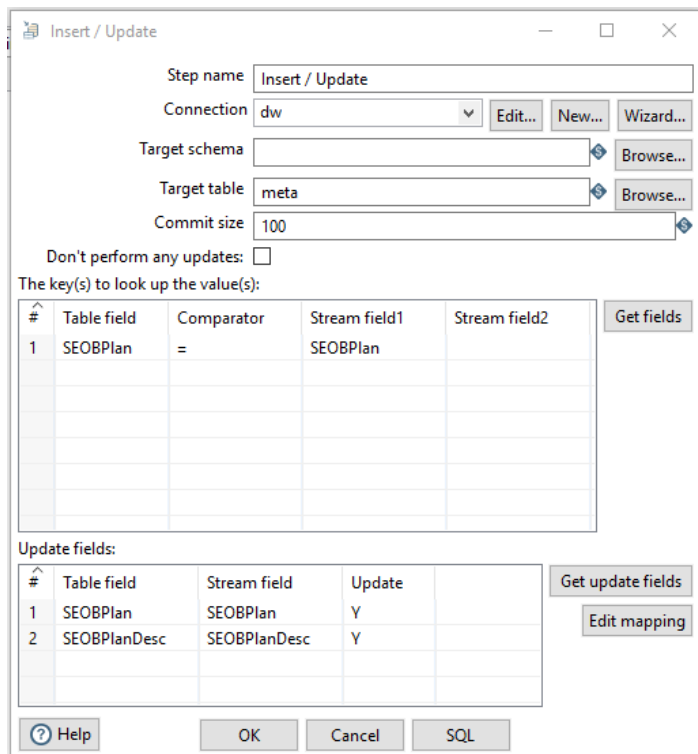 Insert / Update
Step name Insert / Update
Connection dw Edit... New... Wizard...
Target schema Browse...
Target table meta Browse...
Commit size 100
Don't perform any updates:
The key(s) to look up the value(s):
# Table field Comparator Stream field1 Stream field2 Get fields
1 SEOBPlan = SEOBPlan
Update fields:
# Table field Stream field Update Get update fields
1 SEOBPlan SEOBPlan Y
Edit mapping
2 SEOBPlanDesc SEOBPlanDesc Y
Help OK Cancel SQL